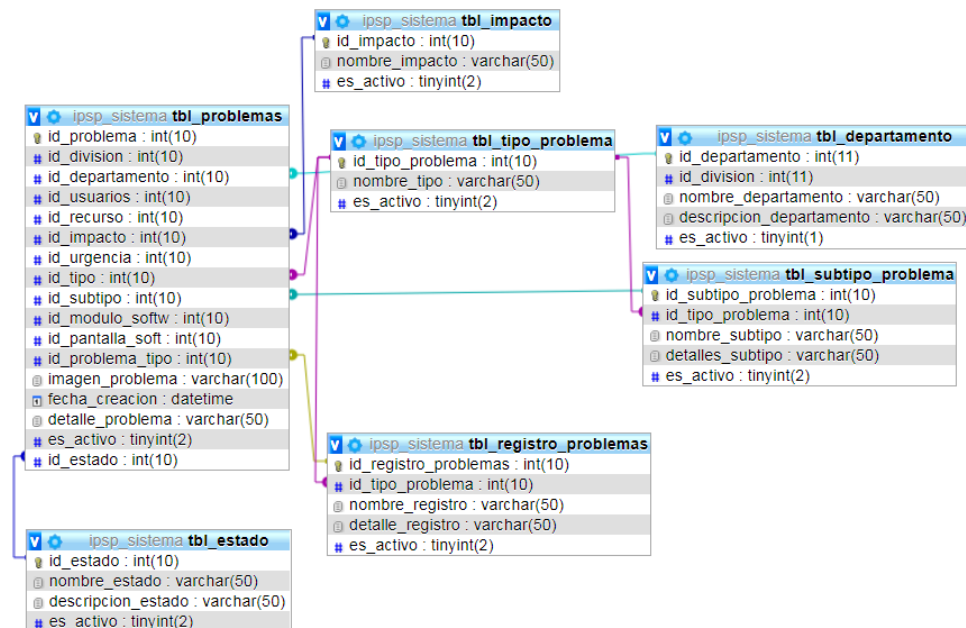 ipsp_sistema tbl_impacto
id_impacto : int(10)
nombre_impacto : varchar(50)
# es_activo : tinyint(2)
ipsp_sistema tbl_problemas
id_problema : int(10)
# id_division : int(10)
# id_departamento : int(10)
# id_usuarios : int(10)
# id_recurso : int(10)
# id_impacto : int(10)
# id_urgencia : int(10)
# id_tipo : int(10)
# id_subtipo : int(10)
# id_modulo_softw : int(10)
# id_pantalla_soft : int(10)
# id_problema_tipo : int(10)
imagen_problema : varchar(100)
fecha_creacion : datetime
detalle_problema : varchar(50)
# es_activo : tinyint(2)
# id_estado : int(10)
ipsp_sistema tbl_tipo_problema
id_tipo_problema : int(10)
nombre_tipo : varchar(50)
# es_activo : tinyint(2)
ipsp_sistema tbl_departamento
id_departamento : int(11)
# id_division : int(11)
nombre_departamento : varchar(50)
descripcion_departamento : varchar(50)
# es_activo : tinyint(1)
ipsp_sistema tbl_subtipo_problema
id_subtipo_problema : int(10)
# id_tipo_problema : int(10)
nombre_subtipo : varchar(50)
detalles_subtipo : varchar(50)
# es_activo : tinyint(2)
ipsp_sistema tbl_registro_problemas
id_registro_problemas : int(10)
# id_tipo_problema : int(10)
nombre_registro : varchar(50)
detalle_registro : varchar(50)
# es_activo : tinyint(2)
ipsp_sistema tbl_estado
id_estado : int(10)
nombre_estado : varchar(50)
descripcion_estado : varchar(50)
# es_activo : tinyint(2)